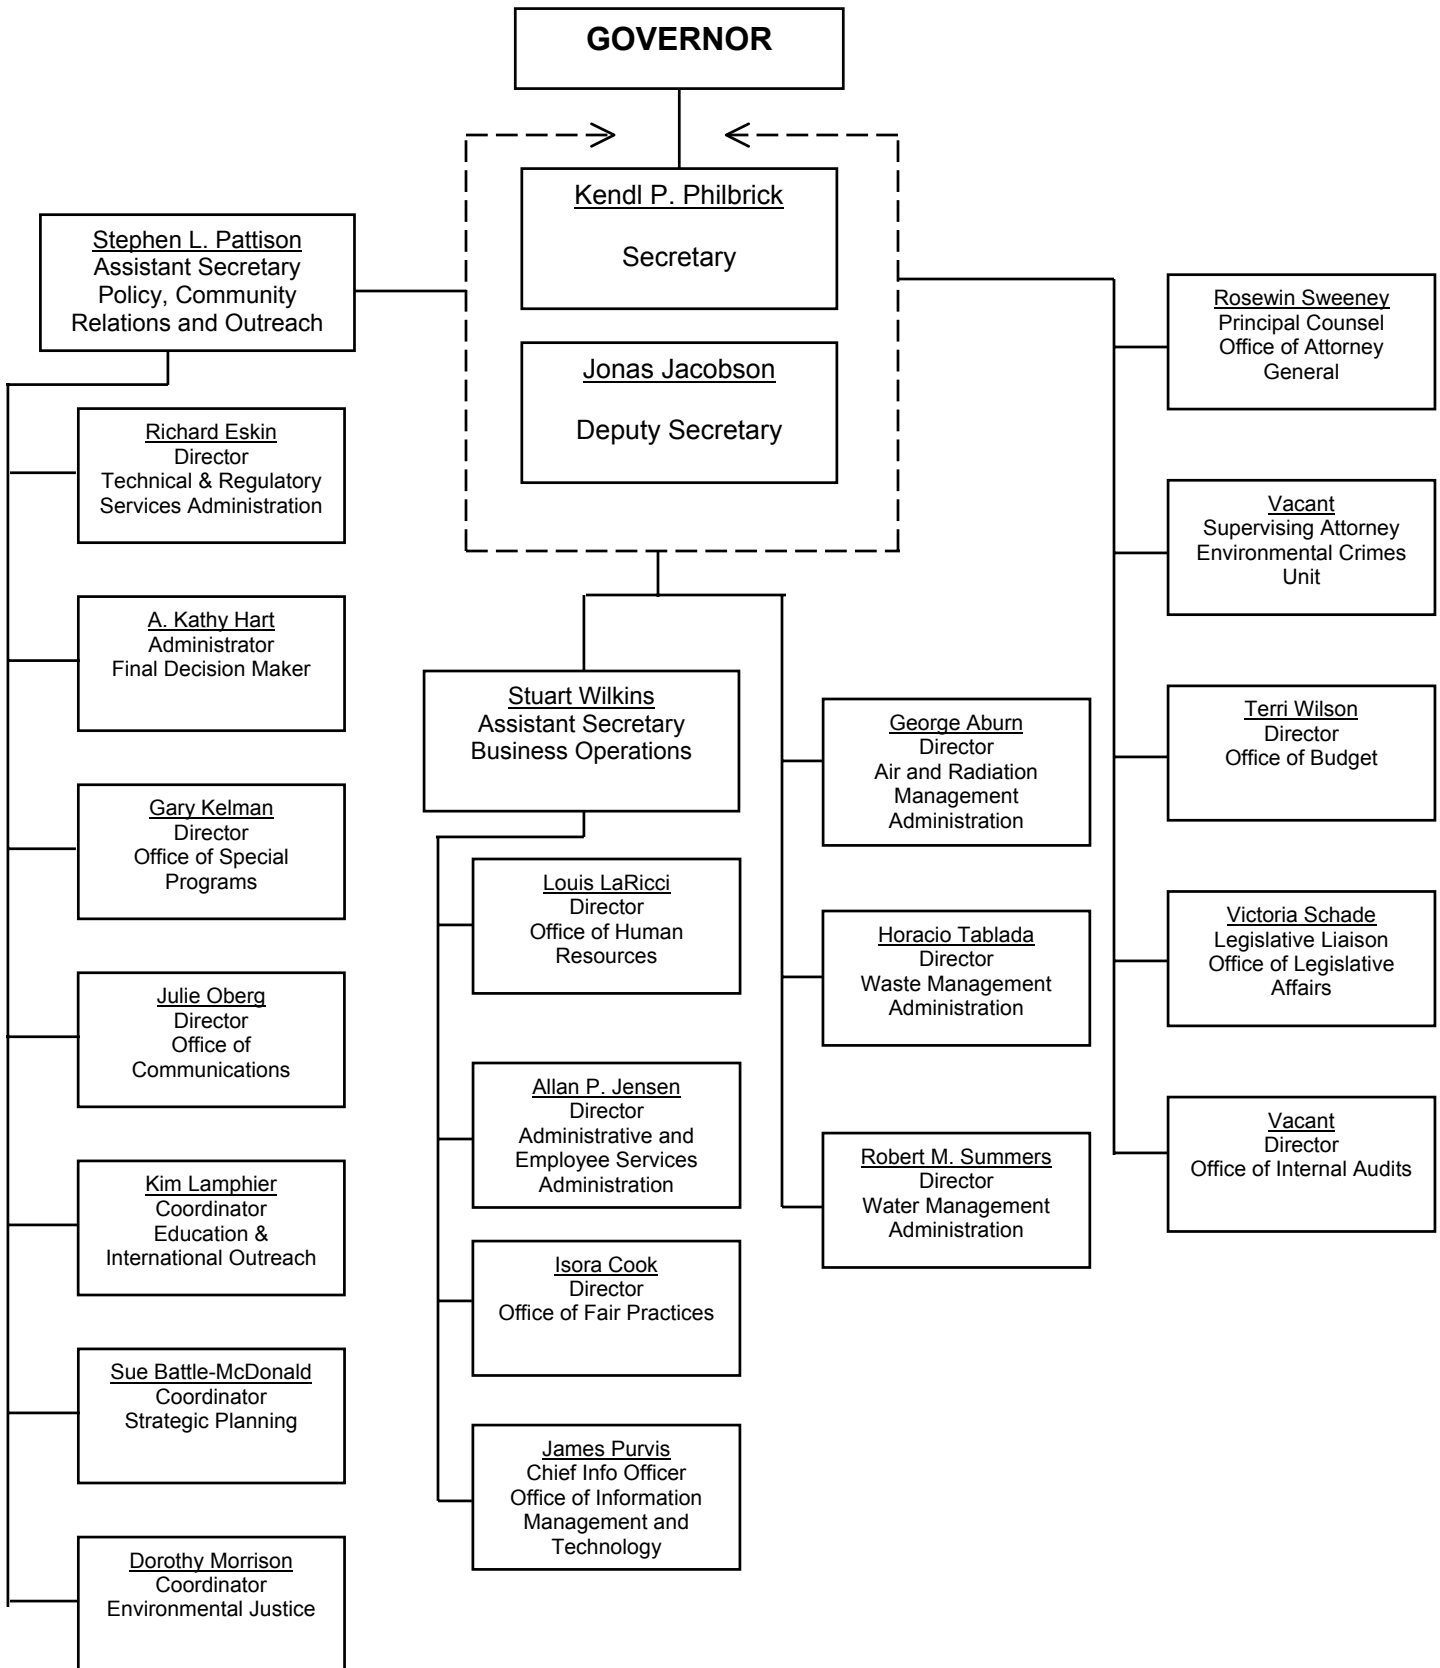 GOVERNOR
Kendl P. Philbrick
Secretary
Jonas Jacobson
Deputy Secretary
Stephen L. Pattison
Assistant Secretary
Policy, Community
Relations and Outreach
Richard Eskin
Director
Technical & Regulatory
Services Administration
A. Kathy Hart
Administrator
Final Decision Maker
Gary Kelman
Director
Office of Special
Programs
Julie Oberg
Director
Office of
Communications
Kim Lamphier
Coordinator
Education &
International Outreach
Sue Battle-McDonald
Coordinator
Strategic Planning
Dorothy Morrison
Coordinator
Environmental Justice
Stuart Wilkins
Assistant Secretary
Business Operations
Louis LaRicci
Director
Office of Human
Resources
Allan P. Jensen
Director
Administrative and
Employee Services
Administration
Isora Cook
Director
Office of Fair Practices
James Purvis
Chief Info Officer
Office of Information
Management and
Technology
George Aburn
Director
Air and Radiation
Management
Administration
Horacio Tablada
Director
Waste Management
Administration
Robert M. Summers
Director
Water Management
Administration
Rosewin Sweeney
Principal Counsel
Office of Attorney
General
Vacant
Supervising Attorney
Environmental Crimes
Unit
Terri Wilson
Director
Office of Budget
Victoria Schade
Legislative Liaison
Office of Legislative
Affairs
Vacant
Director
Office of Internal Audits